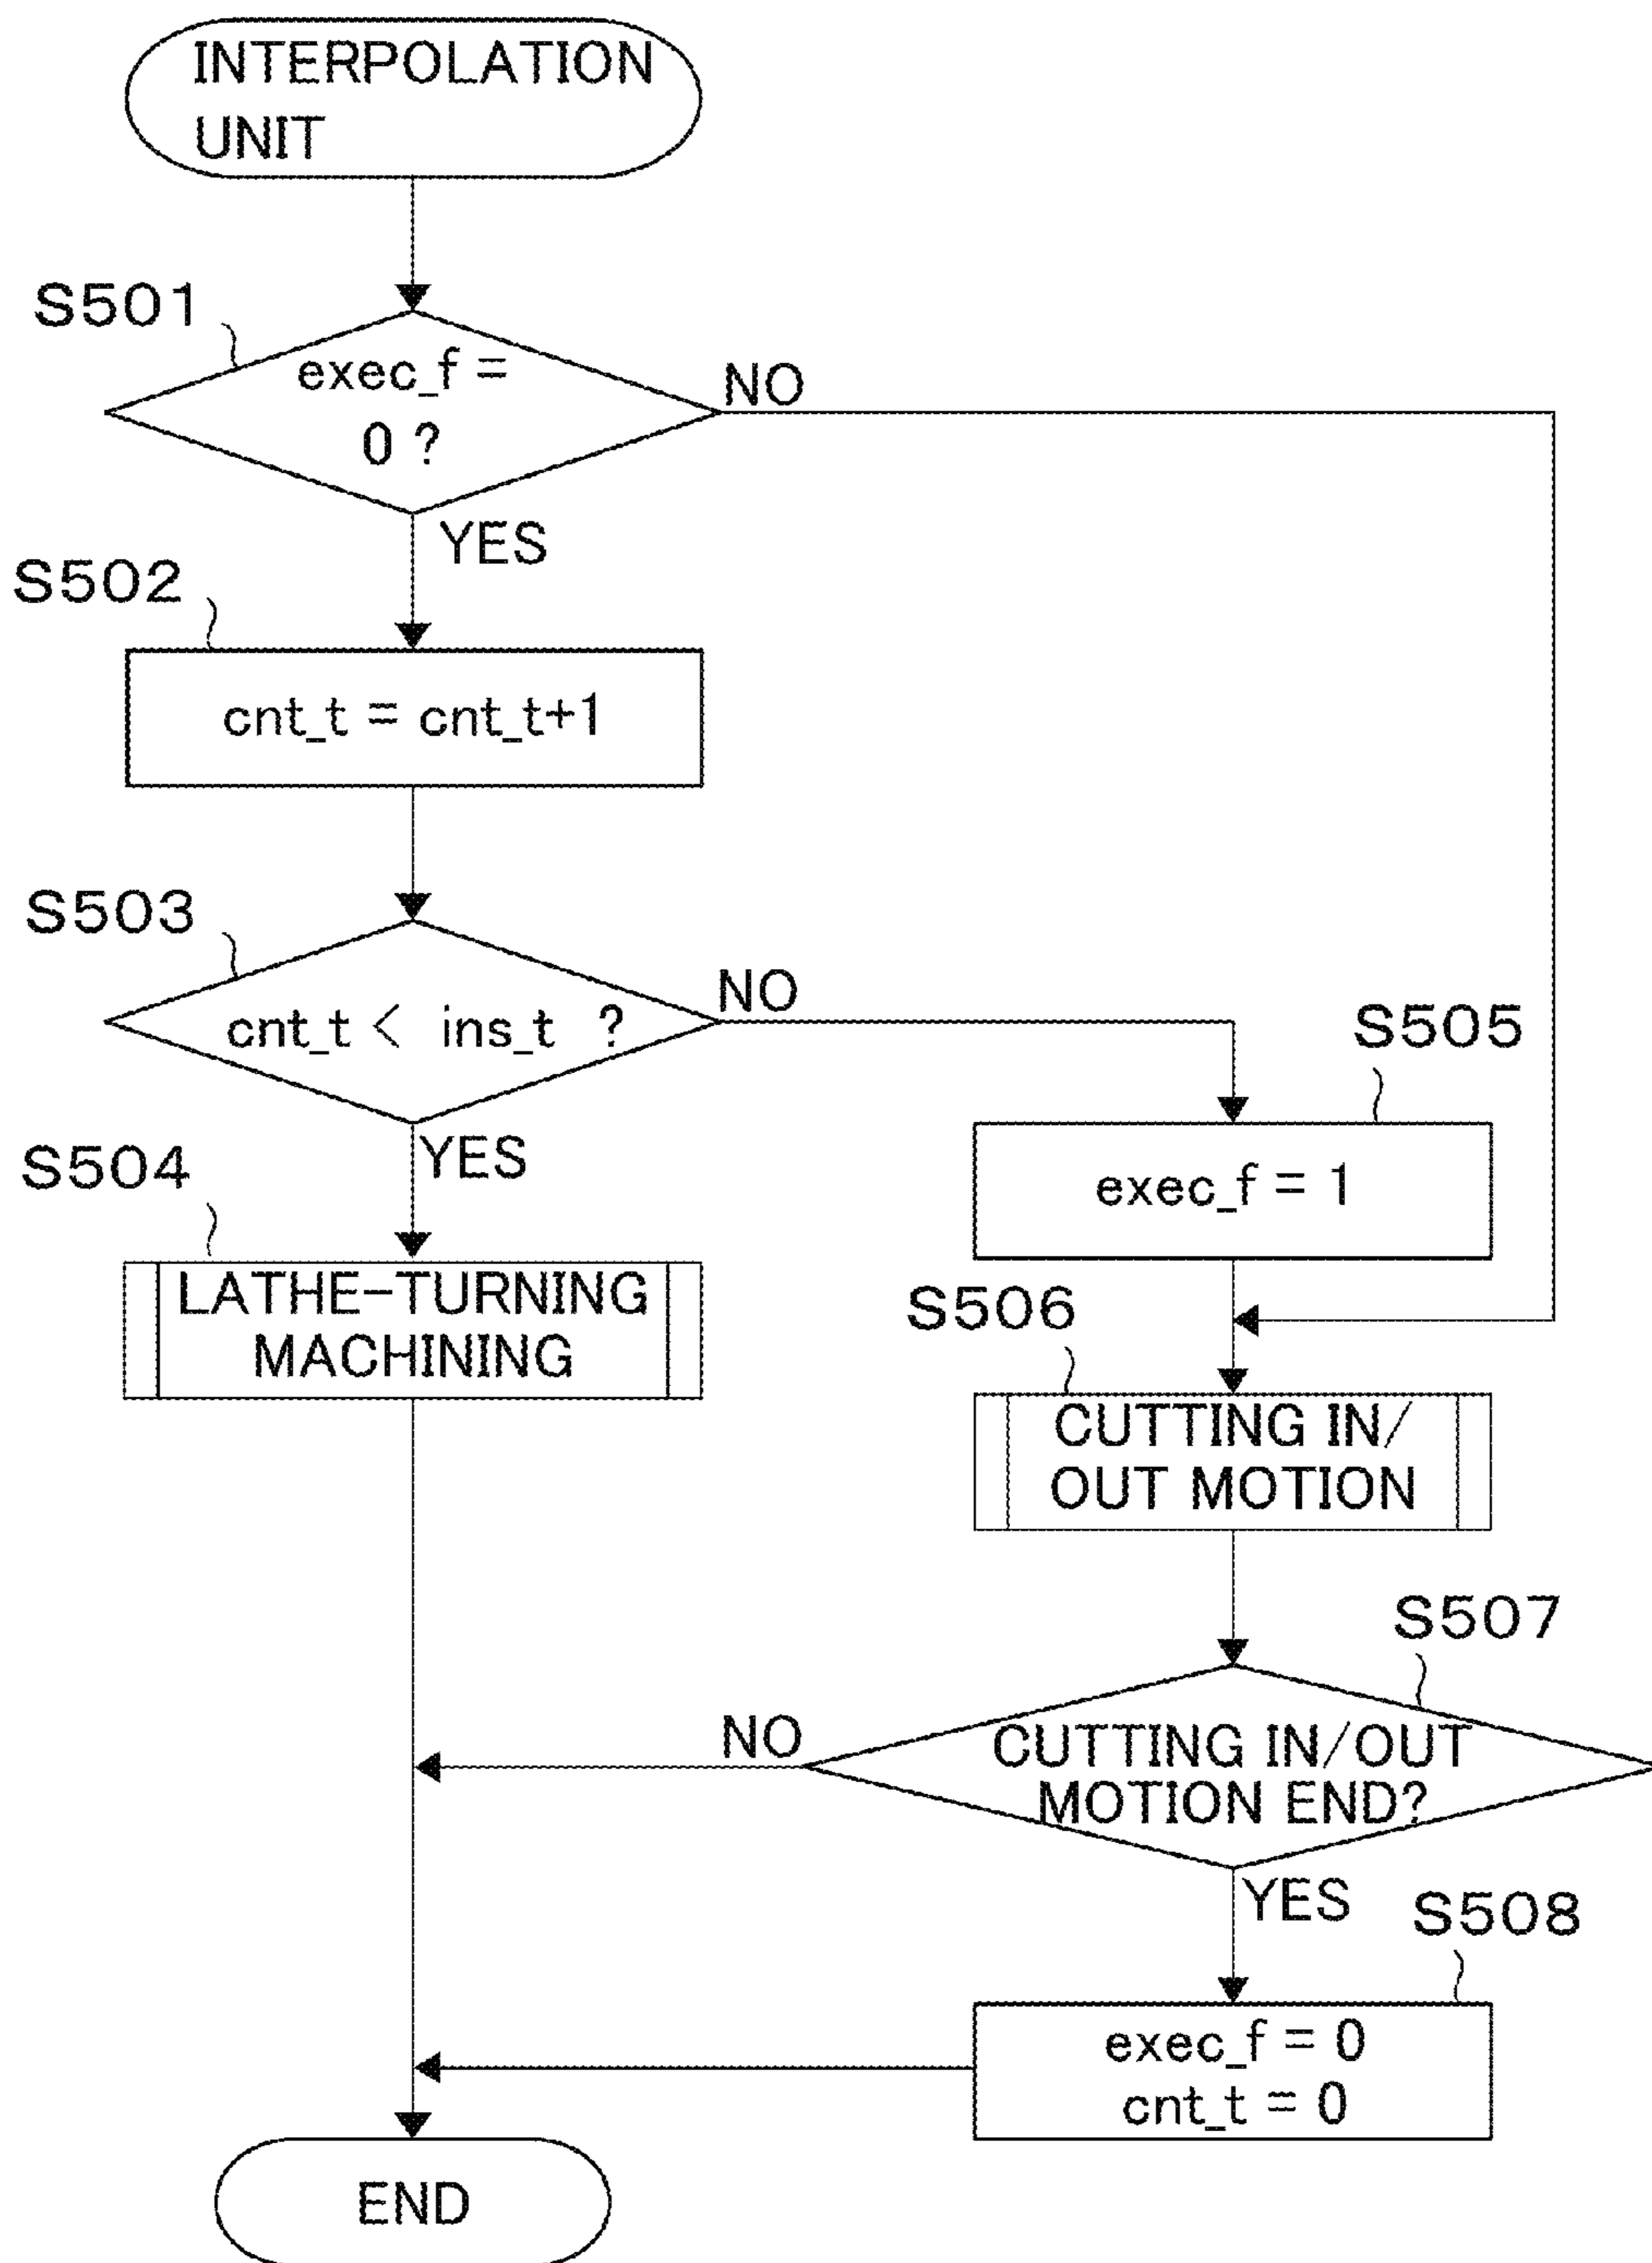 INTERPOLATION
UNIT
S501
exec_f =
0 ?
NO
YES
S502
cnt_t = cnt_t+1
S503
cnt_t < ins_t ?
NO
YES
S504
LATHE-TURNING
MACHINING
S505
exec_f = 1
S506
CUTTING IN/
OUT MOTION
S507
CUTTING IN/OUT
MOTION END?
NO
YES
S508
exec_f = 0
cnt_t = 0
END